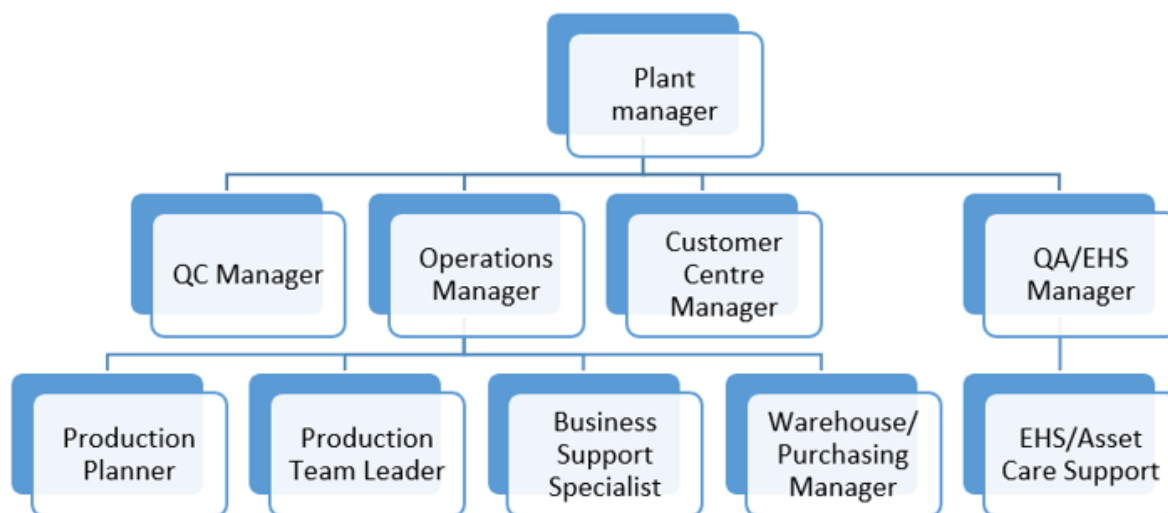 Plant
manager
QC Manager
Operations
Manager
Customer
Centre
Manager
QA/EHS
Manager
Production
Planner
Production
Team Leader
Business
Support
Specialist
Warehouse/
Purchasing
Manager
EHS/Asset
Care Support